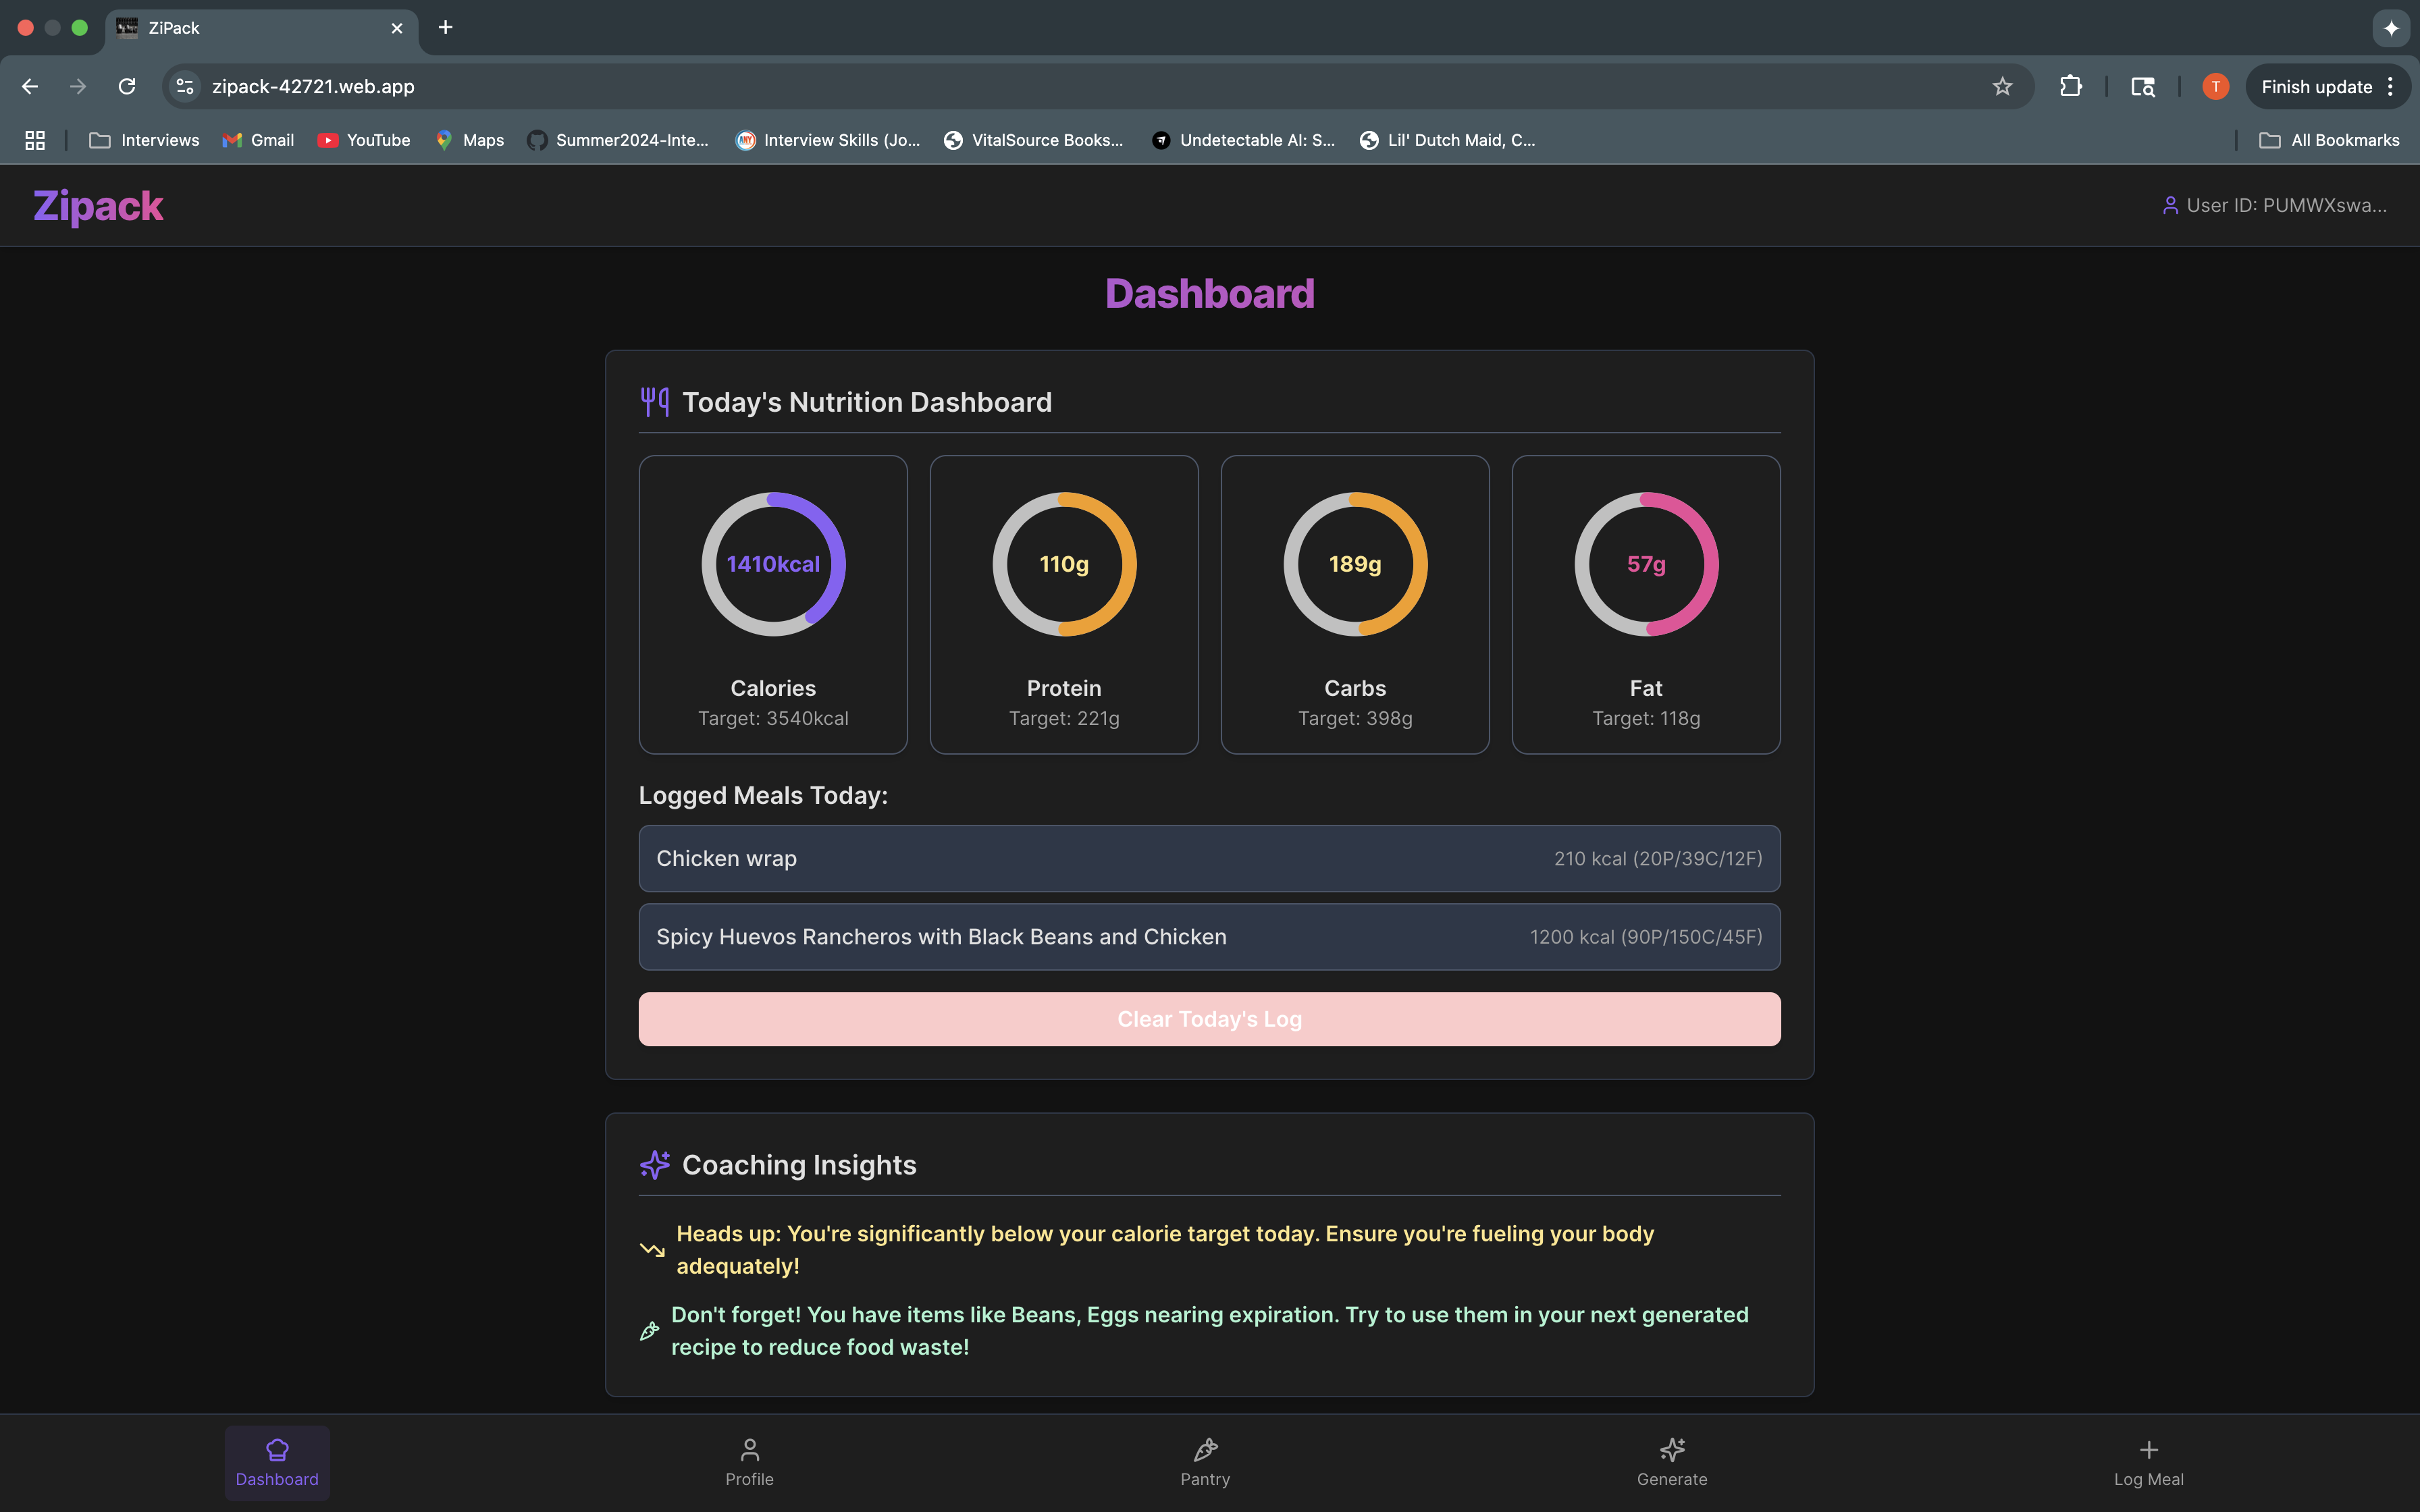 ZiPack
zipack-42721.web.app
T
Finish update
Interviews
Gmail
YouTube
Maps
Summer2024-Inte...
Interview Skills (Jo...
VitalSource Books...
Undetectable AI: S...
Lil' Dutch Maid, C...
All Bookmarks
Zipack
User ID: PUMWXswa...
Dashboard
Today's Nutrition Dashboard
1410kcal
Calories
Target: 3540kcal
110g
Protein
Target: 221g
189g
Carbs
Target: 398g
57g
Fat
Target: 118g
Logged Meals Today:
Chicken wrap
210 kcal (20P/39C/12F)
Spicy Huevos Rancheros with Black Beans and Chicken
1200 kcal (90P/150C/45F)
Clear Today's Log
Coaching Insights
Heads up: You're significantly below your calorie target today. Ensure you're fueling your body
adequately!
Don't forget! You have items like Beans, Eggs nearing expiration. Try to use them in your next generated
recipe to reduce food waste!
Dashboard
Profile
Pantry
Generate
Log Meal